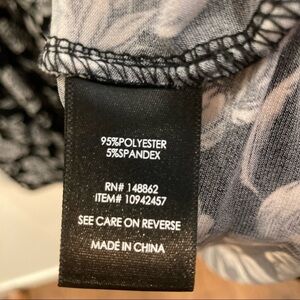 95%POLYESTER
5%SPANDEX
RN# 148862
ITEM# 10942457
SEE CARE ON REVERSE
MADE IN CHINA